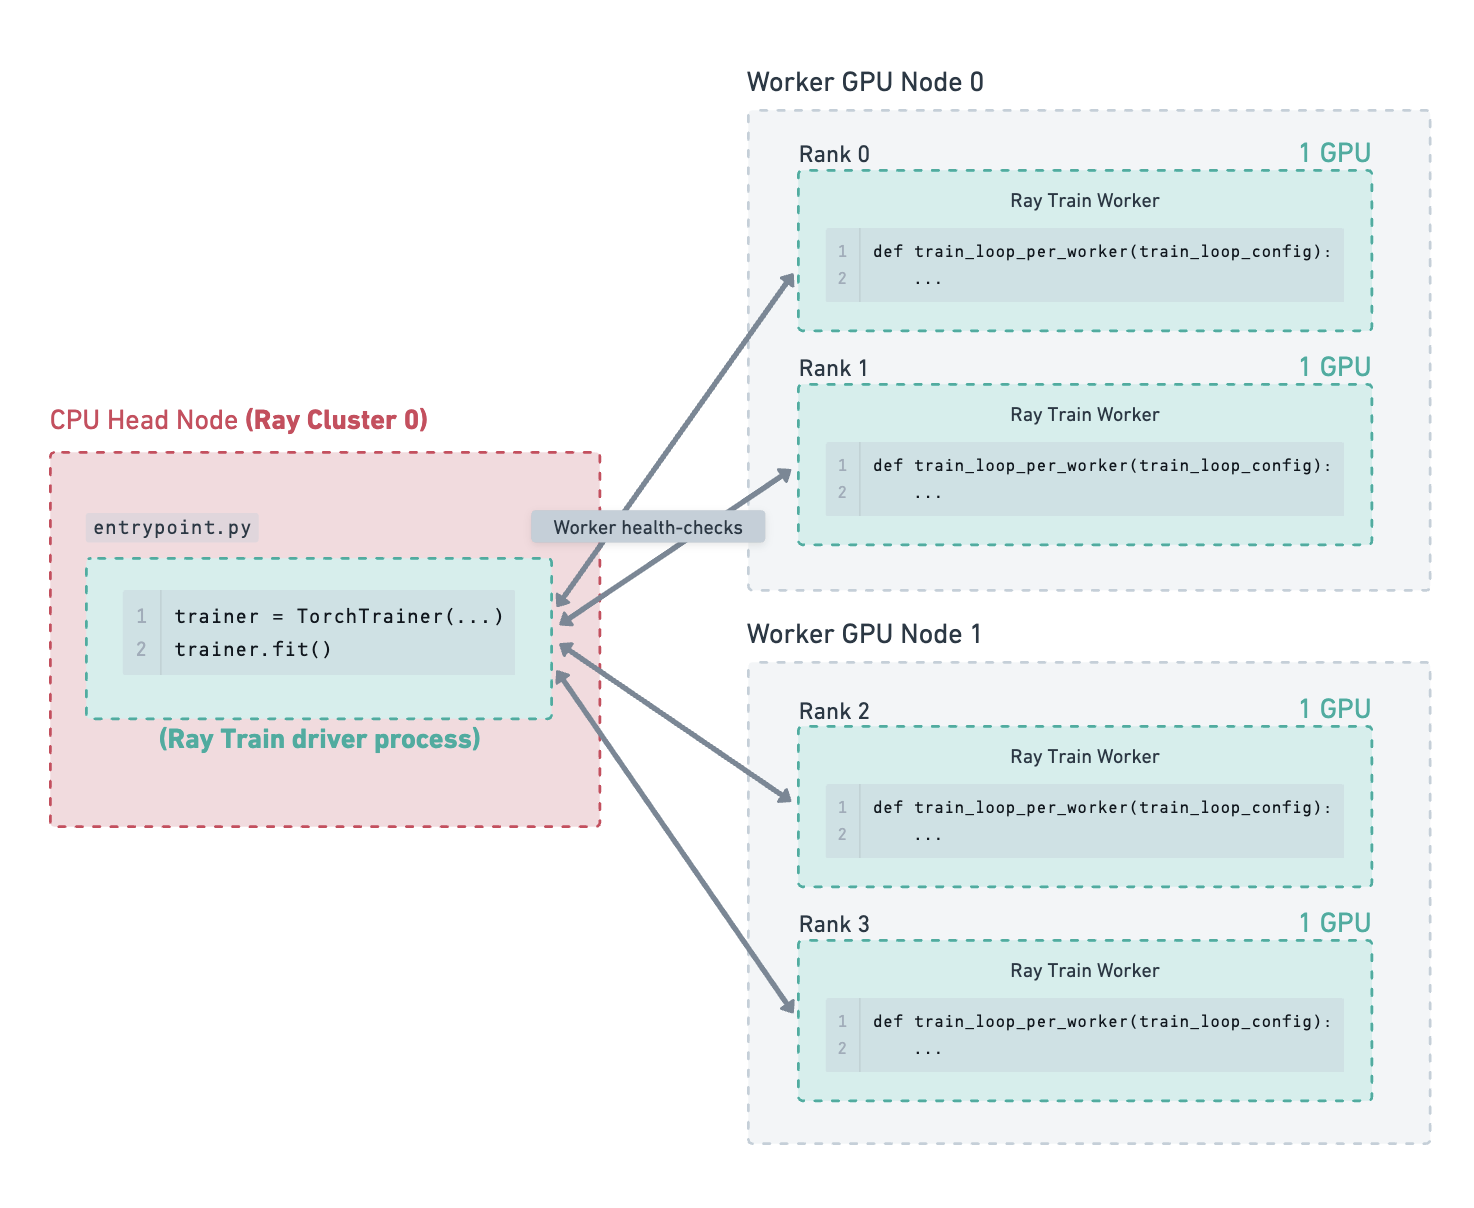 CPU Head Node (Ray Cluster 0)
entrypoint.py
1 trainer = TorchTrainer(...)
2 trainer.fit()
(Ray Train driver process)
Worker health-checks
Worker GPU Node 0
Rank 0
1 GPU
Ray Train Worker
1 def train_loop_per_worker(train_loop_config):
2 ...
Rank 1
1 GPU
Ray Train Worker
1 def train_loop_per_worker(train_loop_config):
2 ...
Worker GPU Node 1
Rank 2
1 GPU
Ray Train Worker
1 def train_loop_per_worker(train_loop_config):
2 ...
Rank 3
1 GPU
Ray Train Worker
1 def train_loop_per_worker(train_loop_config):
2 ...